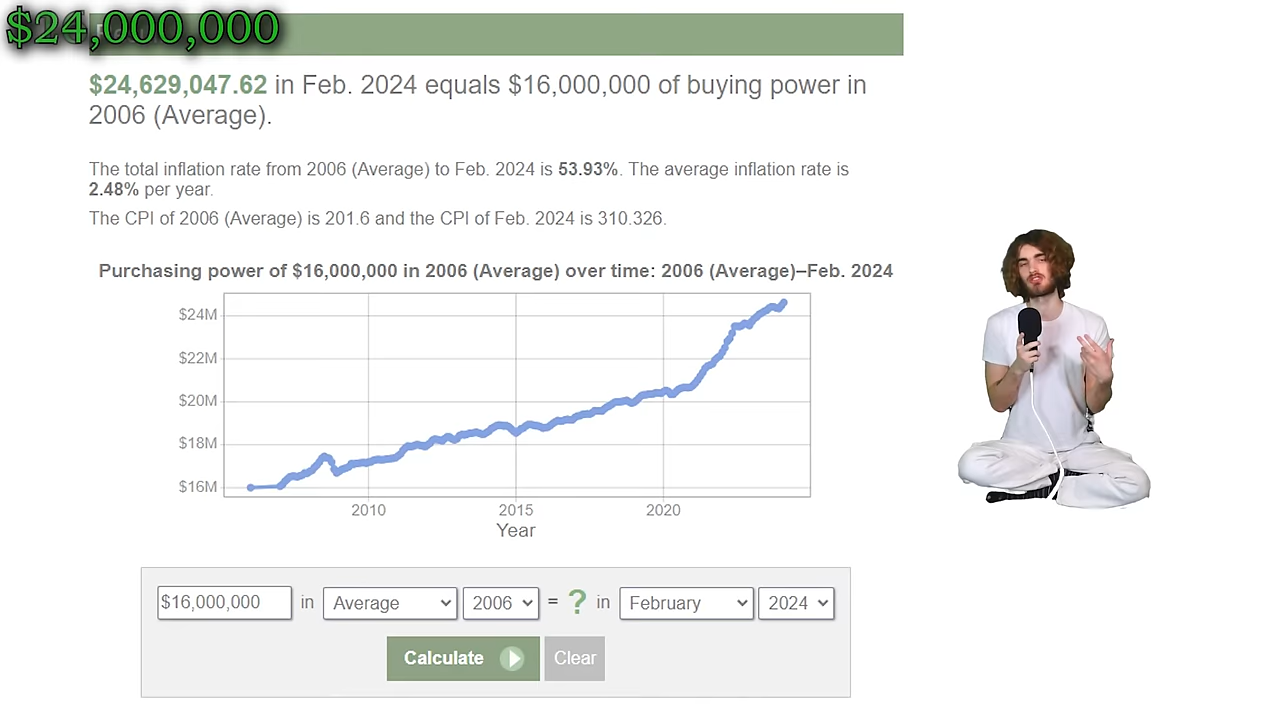 $24,000,000
$24,629,047.62 in Feb. 2024 equals $16,000,000 of buying power in
2006 (Average).
The total inflation rate from 2006 (Average) to Feb. 2024 is 53.93%. The average inflation rate is
2.48% per year.
The CPI of 2006 (Average) is 201.6 and the CPI of Feb. 2024 is 310.326.
Purchasing power of $16,000,000 in 2006 (Average) over time: 2006 (Average)–Feb. 2024
$24M
$22M
$20M
$18M
$16M
2010 2015 2020
Year
$16,000,000 in Average 2006 = ? in February 2024
Calculate Clear